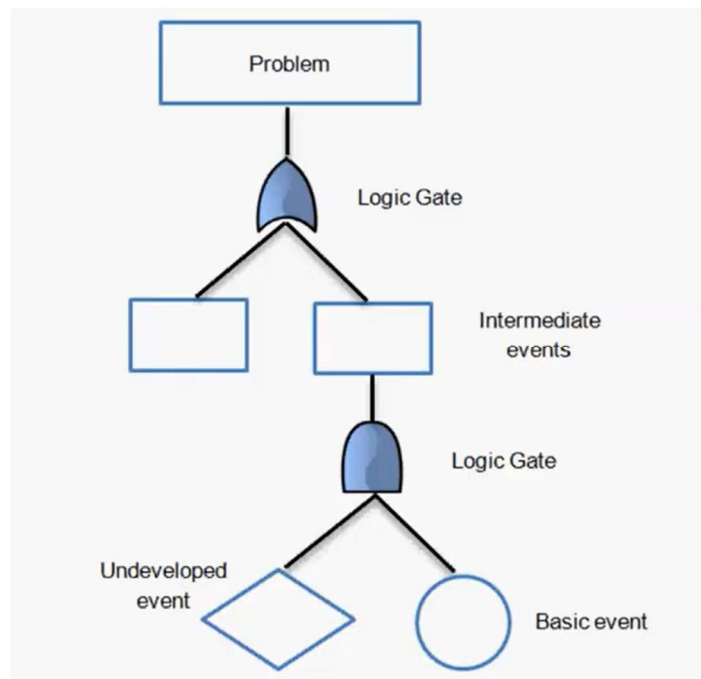 Problem
Logic Gate
Intermediate
events
Logic Gate
Undeveloped
event
Basic event